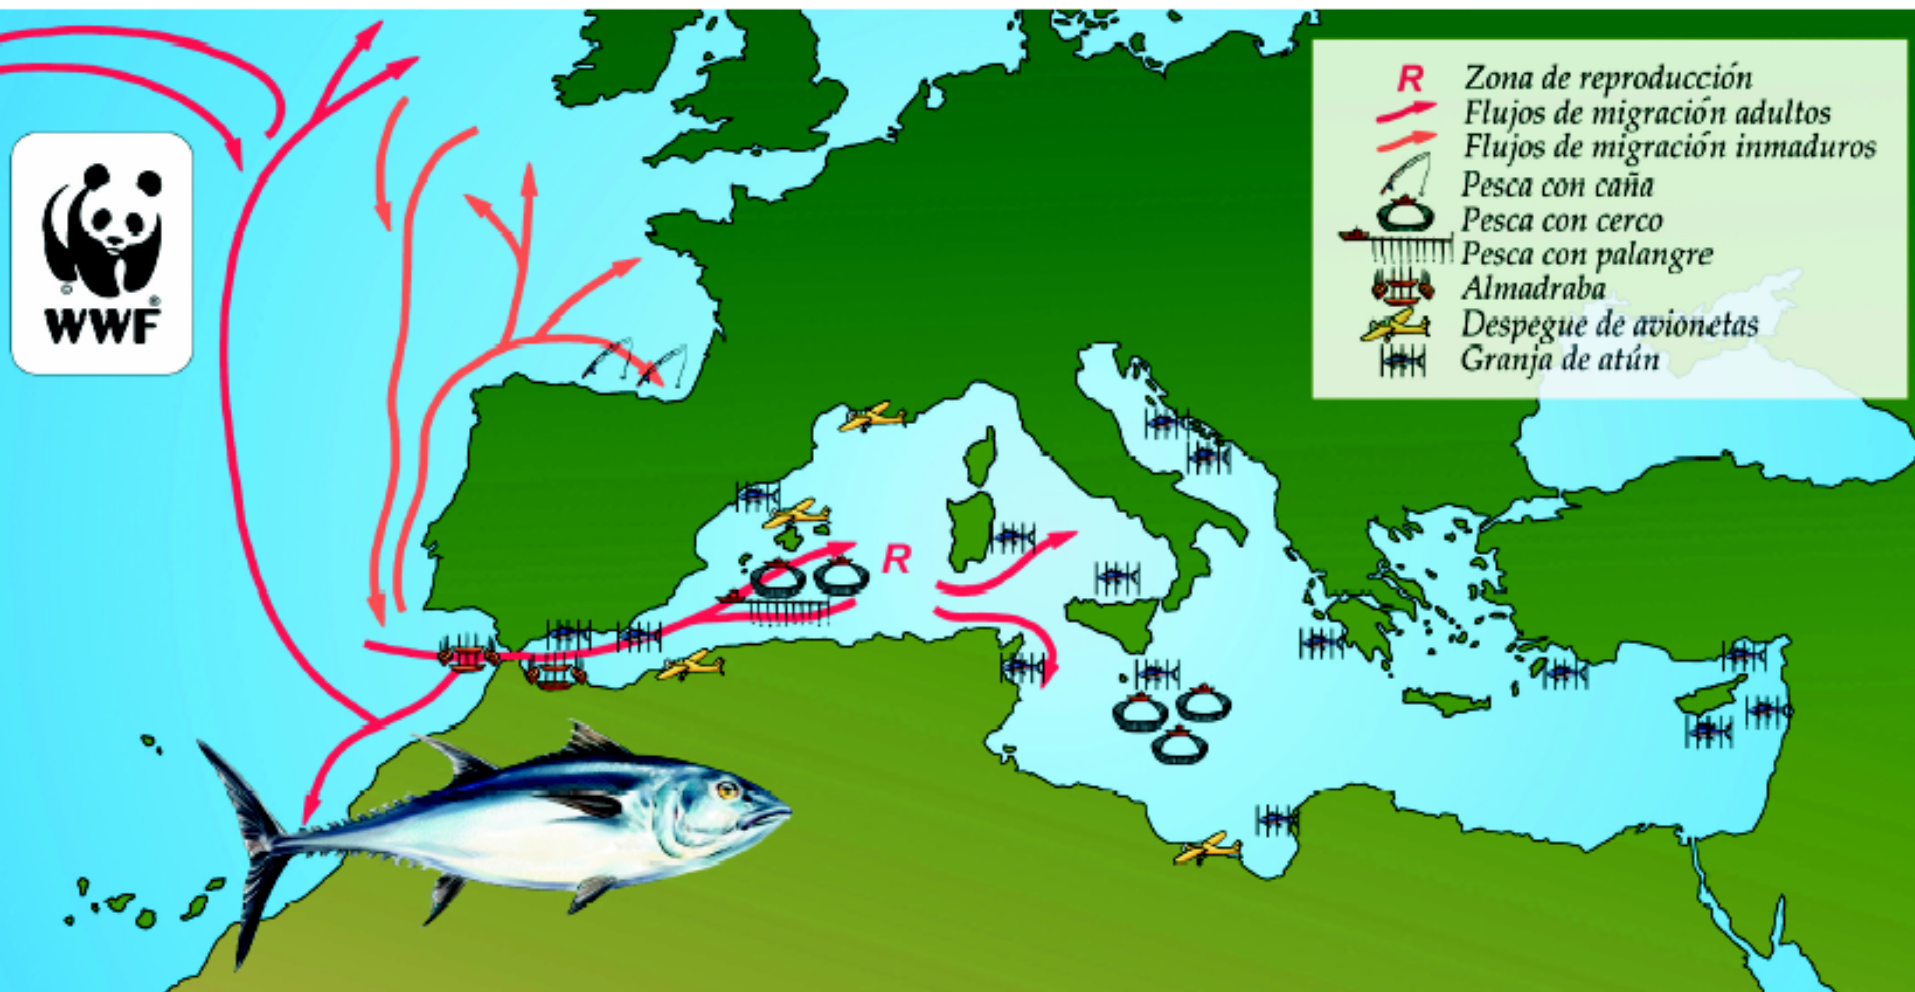 WWF
R Zona de reproducción
Flujos de migración adultos
Flujos de migración inmaduros
Pesca con caña
Pesca con cerco
Pesca con palangre
Almadraba
Despegue de avionetas
Granja de atún
R